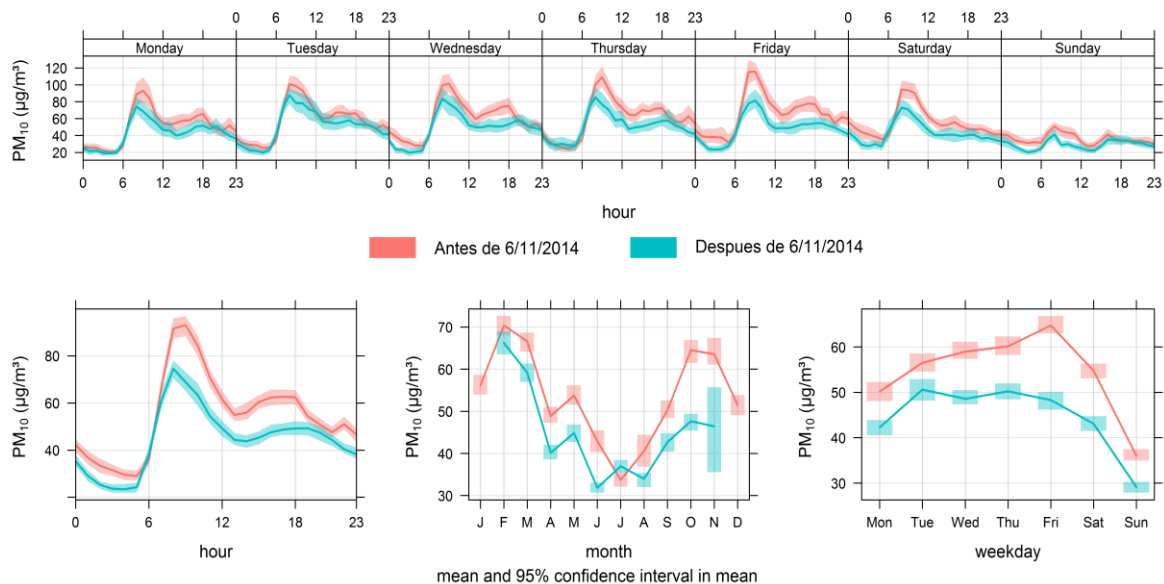 0 6 12 18 23 0 6 12 18 23 0 6 12 18 23
Monday Tuesday Wednesday Thursday Friday Saturday Sunday
PM10 (µg/m³)
120
100
80
60
40
20
0 6 12 18 23 0 6 12 18 23 0 6 12 18 23 0 6 12 18 23
hour
Antes de 6/11/2014 Despues de 6/11/2014
PM10 (µg/m³)
80
60
40
0 6 12 18 23
hour
PM10 (µg/m³)
70
60
50
40
30
J F M A M J J A S O N D
month
PM10 (µg/m³)
60
50
40
30
Mon Tue Wed Thu Fri Sat Sun
weekday
mean and 95% confidence interval in mean